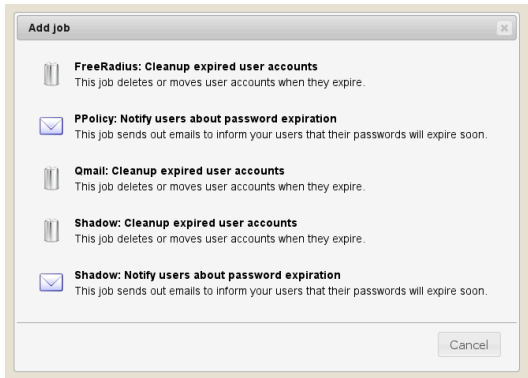 Add job
FreeRadius: Cleanup expired user accounts
This job deletes or moves user accounts when they expire.
PPolicy: Notify users about password expiration
This job sends out emails to inform your users that their passwords will expire soon.
Qmail: Cleanup expired user accounts
This job deletes or moves user accounts when they expire.
Shadow: Cleanup expired user accounts
This job deletes or moves user accounts when they expire.
Shadow: Notify users about password expiration
This job sends out emails to inform your users that their passwords will expire soon.
Cancel